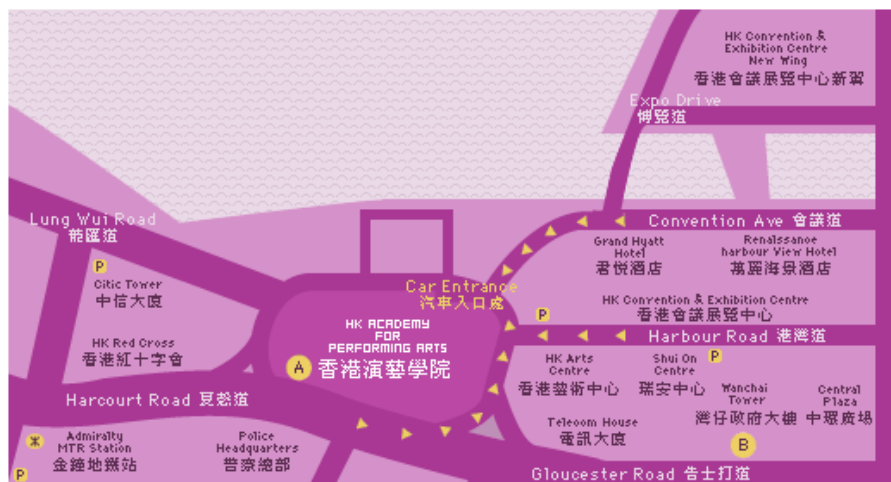 HK Convention &
Exhibition Centre
New Wing
香港會議展覽中心新翼
Expo Drive
博覽道
Lung Wui Road
龍匯道
Convention Ave 會議道
Grand Hyatt
Hotel
君悅酒店
Renaissance
harbour View Hotel
萬麗海景酒店
P
Citic Tower
中信大廈
Car Entrance
汽車入口處
HK Convention & Exhibition Centre
香港會議展覽中心
P
HK ACADEMY
FOR
PERFORMING ARTS
香港演藝學院
A
HK Red Cross
香港紅十字會
Harbour Road 港灣道
P
HK Arts
Centre
香港藝術中心
Shui On
Centre
瑞安中心
Wanchai
Tower
灣仔政府大樓
Central
Plaza
中環廣場
Harcourt Road 夏慤道
Telecom House
電訊大廈
B
Admiralty
MTR Station
金鐘地鐵站
Police
Headquarters
警察總部
P
Gloucester Road 告士打道